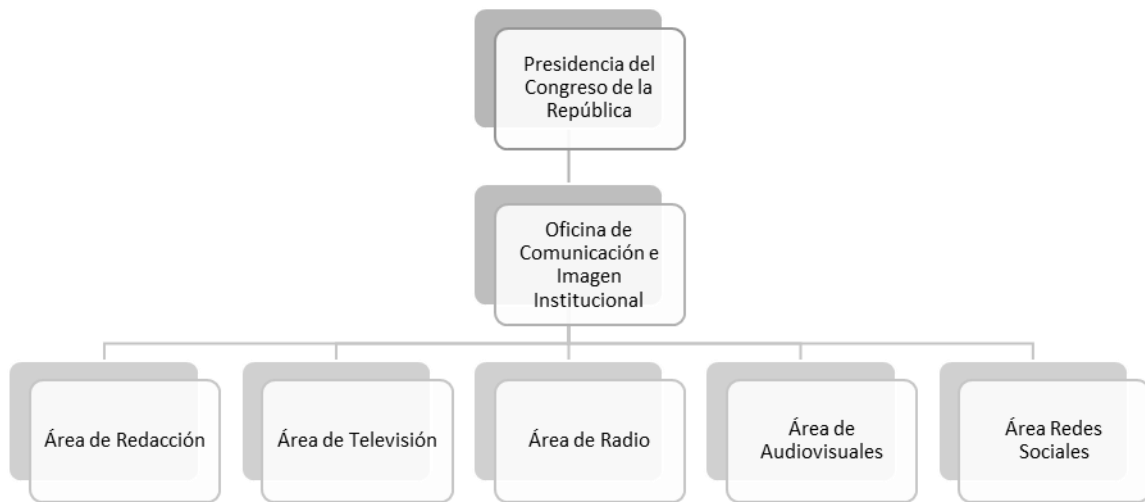 Presidencia del
Congreso de la
República
Oficina de
Comunicación e
Imagen
Institucional
Área de Redacción
Área de Televisión
Área de Radio
Área de
Audiovisuales
Área Redes
Sociales